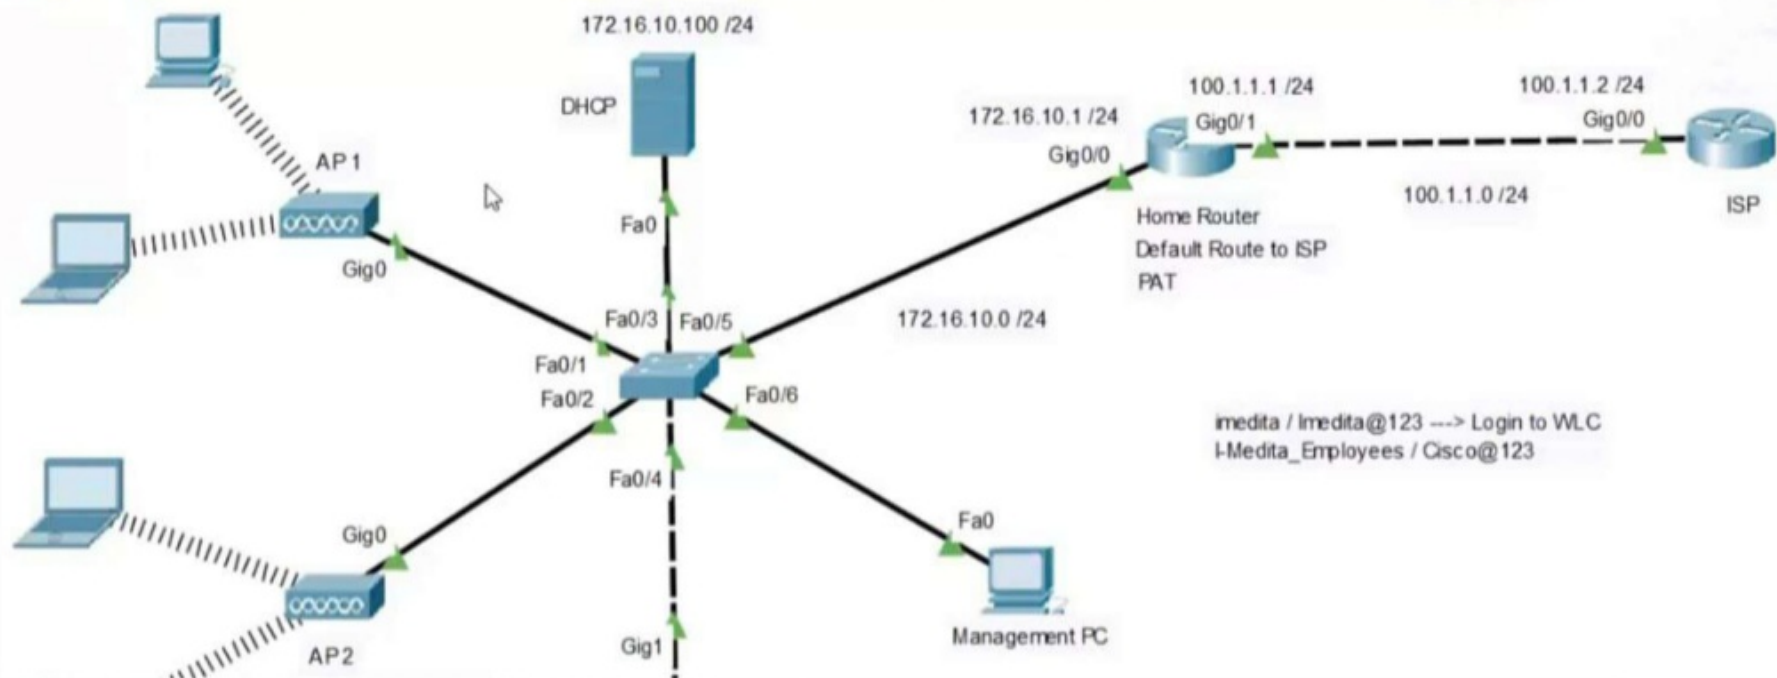 172.16.10.100 /24
DHCP
100.1.1.1 /24
100.1.1.2 /24
172.16.10.1 /24
Gig0/1
Gig0/0
Gig0/0
AP1
Fa0
100.1.1.0 /24
ISP
Home Router
Default Route to ISP
PAT
Gig0
Fa0/3
Fa0/5
172.16.10.0 /24
Fa0/1
Fa0/2
Fa0/6
imedita / Imedita@123 ---> Login to WLC
I-Medita_Employees / Cisco@123
Fa0/4
Gig0
Fa0
Gig1
Management PC
AP2